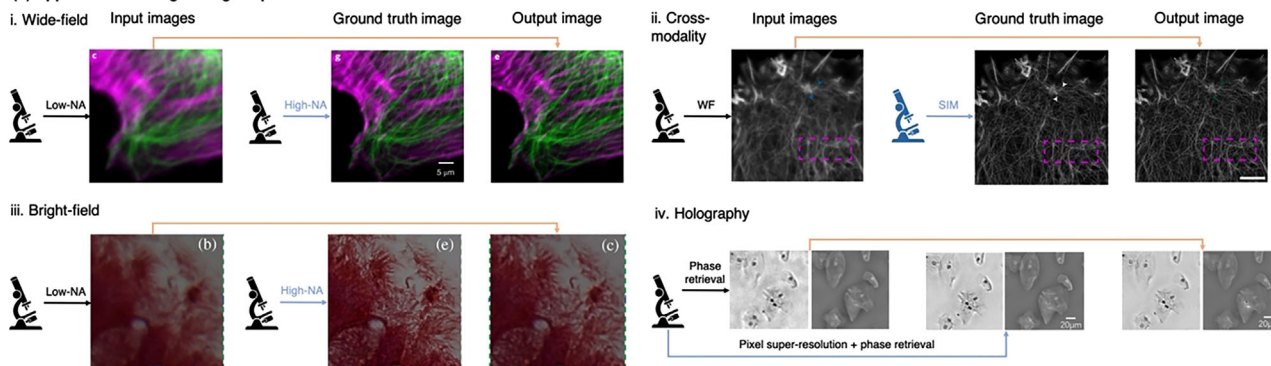 i. Wide-field
Input images
Ground truth image
Output image
Low-NA
c
High-NA
g
5 μm
e
ii. Cross-
modality
Input images
Ground truth image
Output image
WF
SIM
iii. Bright-field
Low-NA
(b)
High-NA
(e)
(c)
iv. Holography
Phase
retrieval
20μm
20μ
Pixel super-resolution + phase retrieval